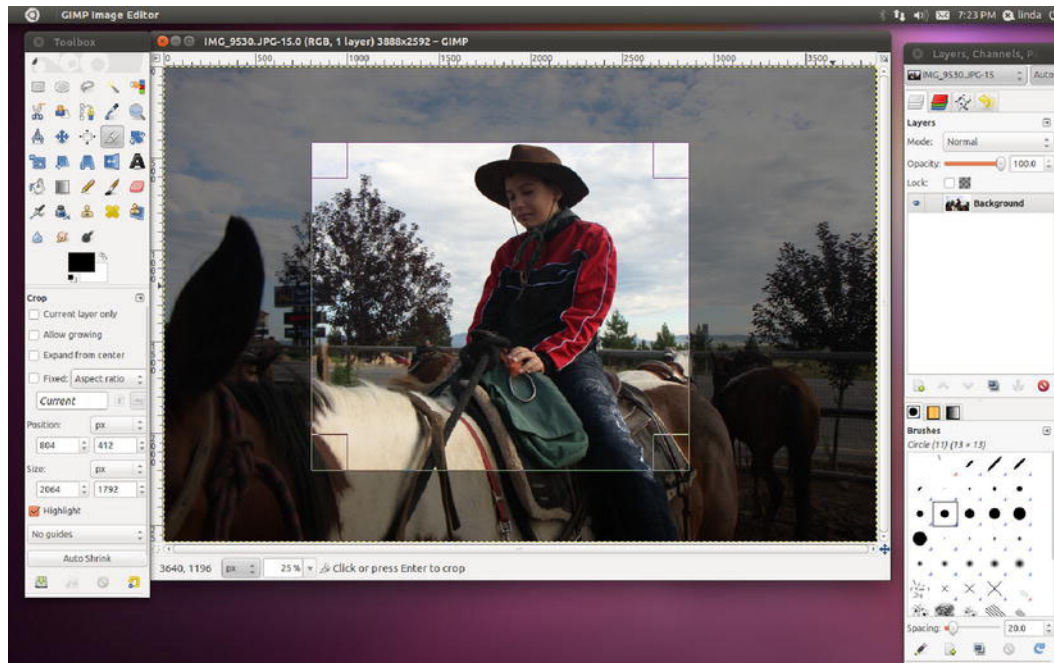 GIMP Image Editor
7:23 PM linda
Toolbox
IMG_9530.JPG-15.0 (RGB, 1 layer) 3888x2592 – GIMP
0 500 1000 1500 2000 2500 3000 3500
Crop
Current layer only
Allow growing
Expand from center
Fixed: Aspect ratio
Current
Position: px
804 412
Size: px
2064 1792
Highlight
No guides
Auto Shrink
3640, 1196 px 25 % Click or press Enter to crop
Layers, Channels,
IMG_9530.JPG-15 Auto
Layers
Mode: Normal
Opacity: 100.0
Lock:
Background
Brushes
Circle (11) (13 × 13)
Spacing: 20.0